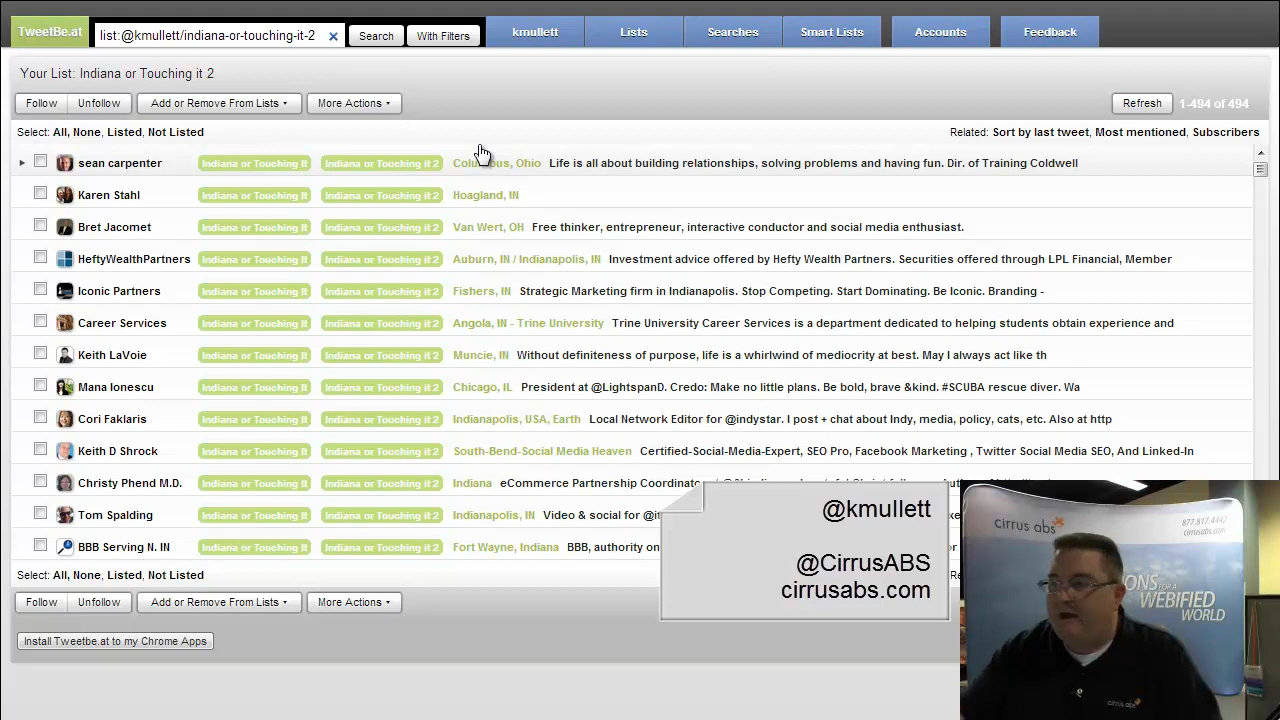 TweetBe.at list:@kmullett/indiana-or-touching-it-2 × Search With Filters kmullett Lists Searches Smart Lists Accounts Feedback
Your List: Indiana or Touching it 2
Follow Unfollow Add or Remove From Lists More Actions Refresh 1-494 of 494
Select: All, None, Listed, Not Listed Related: Sort by last tweet, Most mentioned, Subscribers
sean carpenter Indiana or Touching It Indiana or Touching it 2 Ohio Life is all about building relationships, solving problems and having fun. Dir. of Training Coldwell
Karen Stahl Indiana or Touching It Indiana or Touching it 2 Hoagland, IN
Bret Jacomet Indiana or Touching It Indiana or Touching it 2 Van Wert, OH Free thinker, entrepreneur, interactive conductor and social media enthusiast.
HeftyWealthPartners Indiana or Touching It Indiana or Touching it 2 Auburn, IN / Indianapolis, IN Investment advice offered by Hefty Wealth Partners. Securities offered through LPL Financial, Member
Iconic Partners Indiana or Touching It Indiana or Touching it 2 Fishers, IN Strategic Marketing firm in Indianapolis. Stop Competing. Start Dominating. Be Iconic. Branding -
Career Services Indiana or Touching It Indiana or Touching it 2 Angola, IN - Trine University Trine University Career Services is a department dedicated to helping students obtain experience and
Keith LaVoie Indiana or Touching It Indiana or Touching it 2 Muncie, IN Without definiteness of purpose, life is a whirlwind of mediocrity at best. May I always act like th
Mana Ionescu Indiana or Touching It Indiana or Touching it 2 Chicago, IL President at @LightspanD. Credo: Make no little plans. Be bold, brave &kind. #SCUBA rescue diver. Wa
Cori Faklaris Indiana or Touching It Indiana or Touching it 2 Indianapolis, USA, Earth Local Network Editor for @indystar. I post + chat about Indy, media, policy, cats, etc. Also at http
Keith D Shrock Indiana or Touching It Indiana or Touching it 2 South-Bend-Social Media Heaven Certified-Social-Media-Expert, SEO Pro, Facebook Marketing , Twitter Social Media SEO, And Linked-In
Christy Phend M.D. Indiana or Touching It Indiana or Touching it 2 Indiana eCommerce Partnership
Tom Spalding Indiana or Touching It Indiana or Touching it 2 Indianapolis, IN Video & social for
BBB Serving N. IN Indiana or Touching It Indiana or Touching it 2 Fort Wayne, Indiana BBB, authority on
Select: All, None, Listed, Not Listed
Follow Unfollow Add or Remove From Lists More Actions
Install Tweetbe.at to my Chrome Apps
@kmullett
@CirrusABS
cirrusabs.com
cirrus abs
877.817.4442
cirrusabs.com
FOR A
WEBIFIED
WORLD
cirrus abs